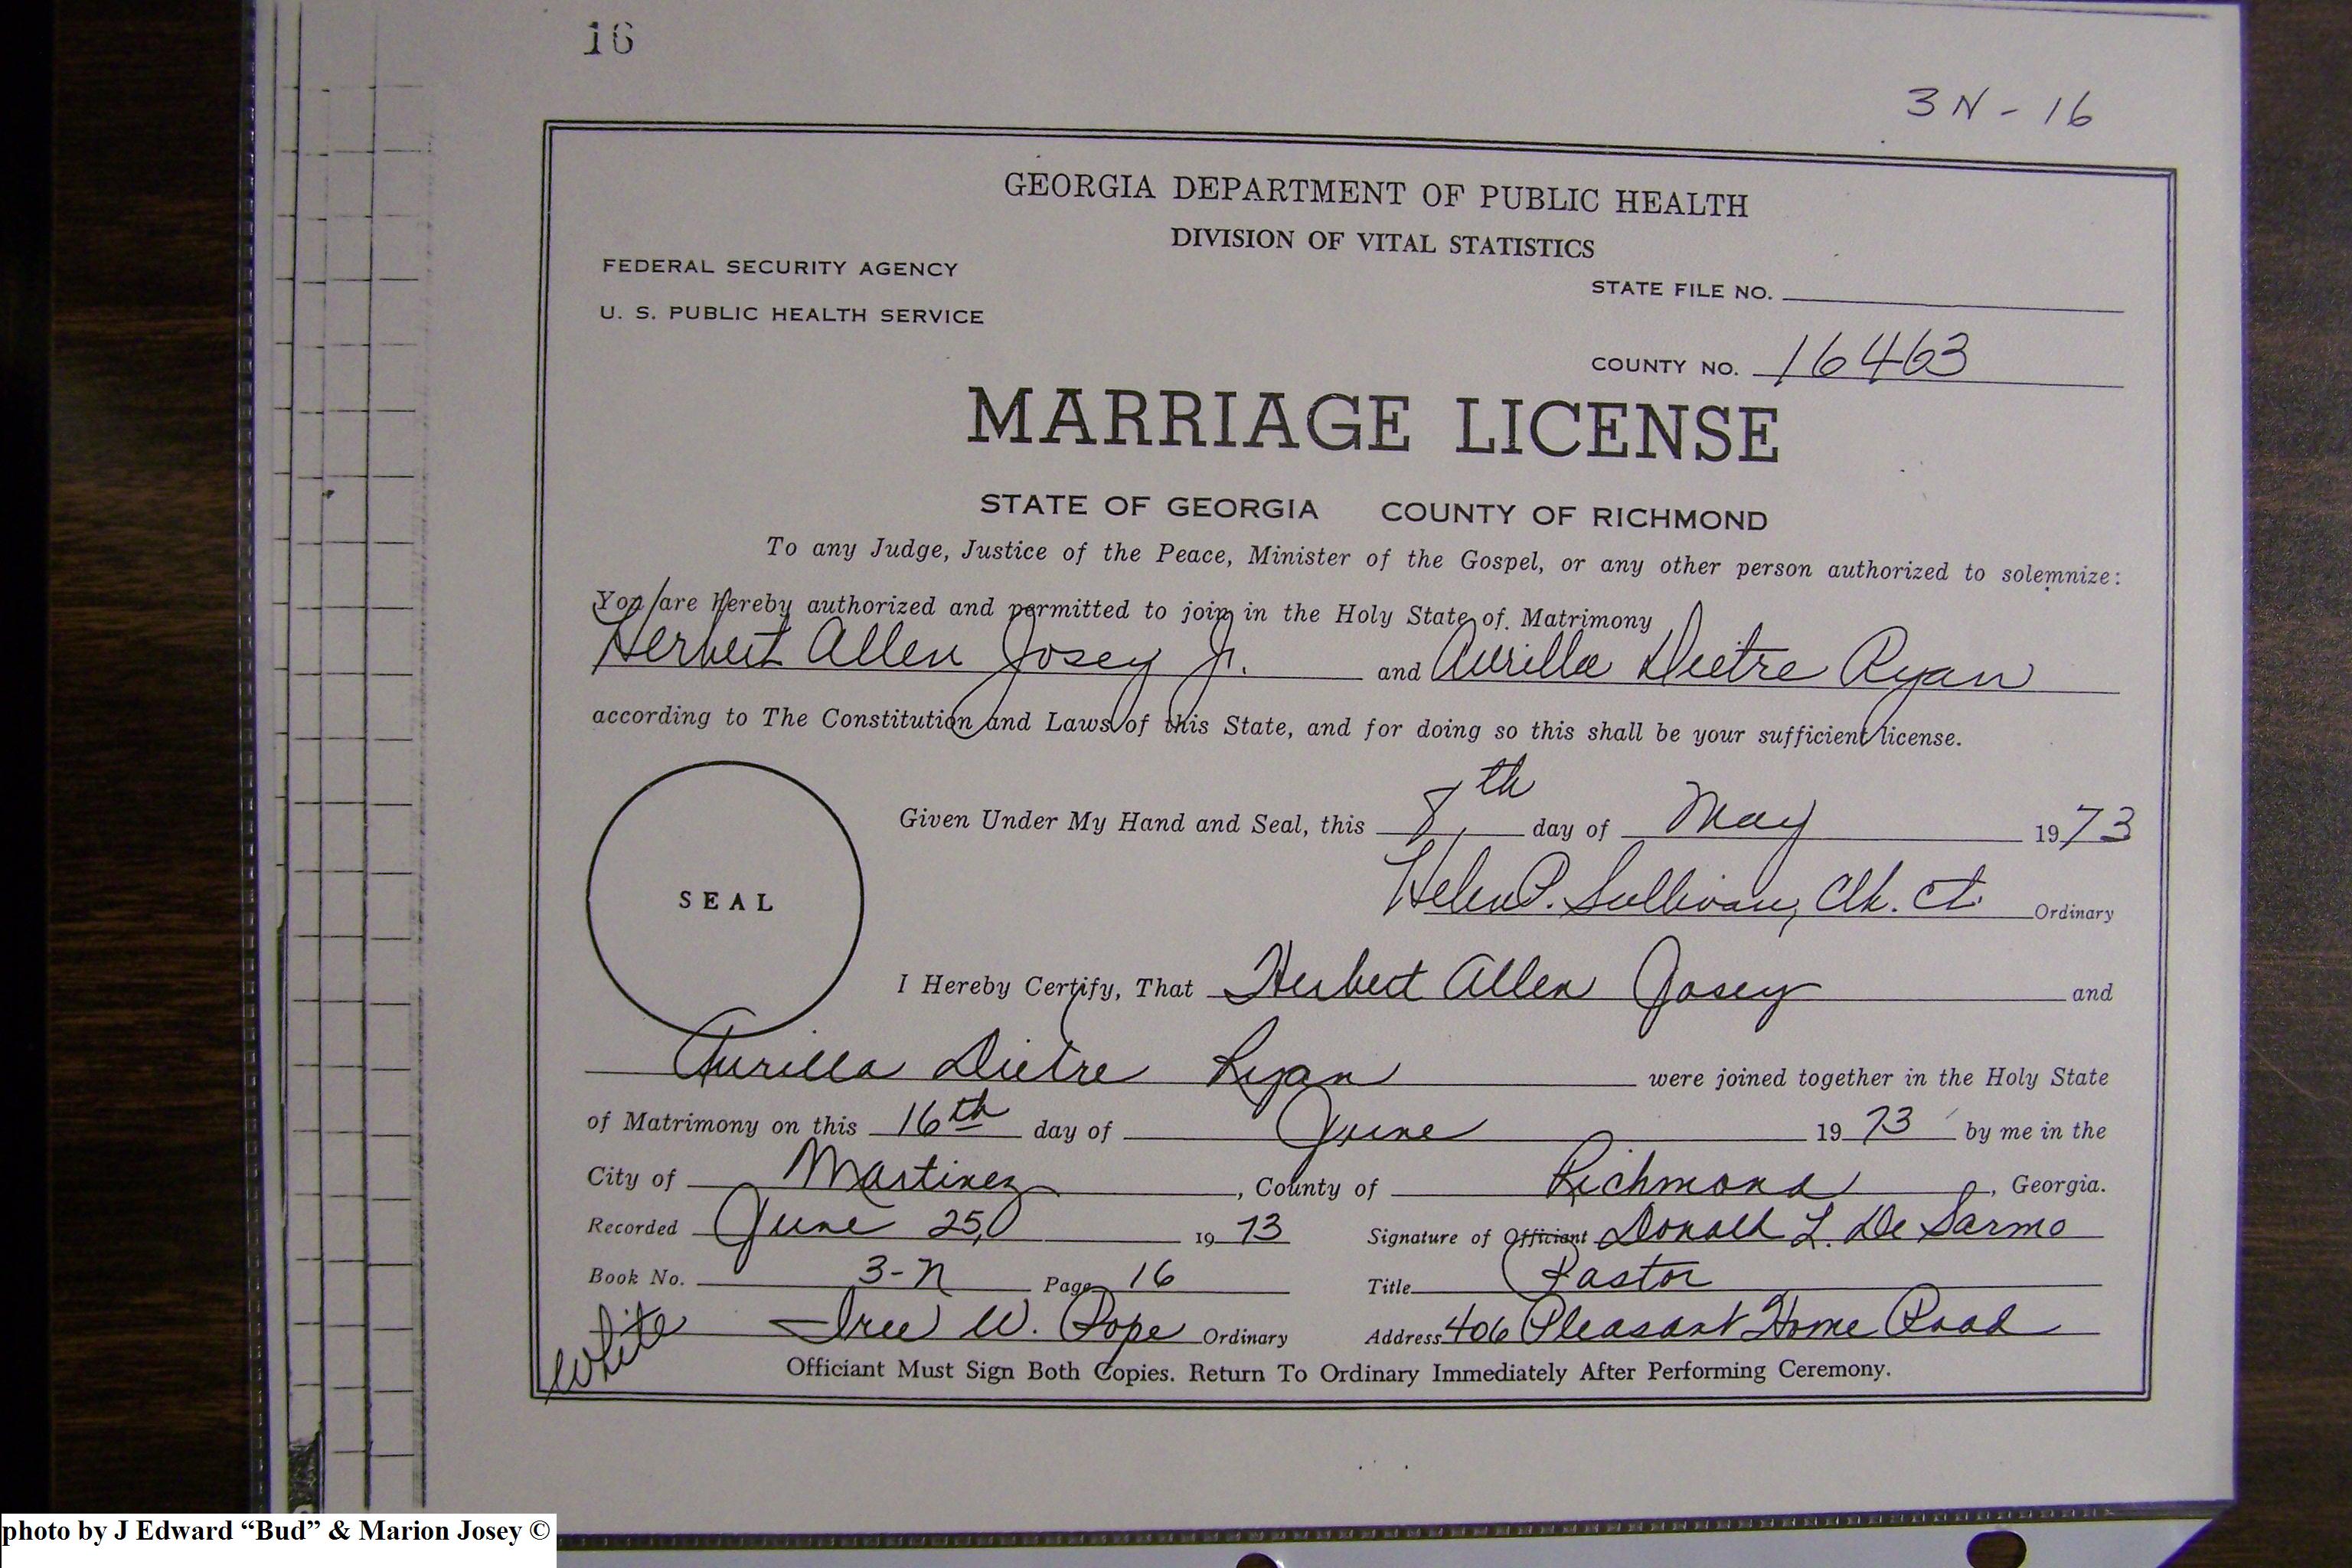 16
3N-16
GEORGIA DEPARTMENT OF PUBLIC HEALTH
DIVISION OF VITAL STATISTICS
FEDERAL SECURITY AGENCY
U. S. PUBLIC HEALTH SERVICE
STATE FILE NO.
COUNTY NO. 16463
MARRIAGE LICENSE
STATE OF GEORGIA COUNTY OF RICHMOND
To any Judge, Justice of the Peace, Minister of the Gospel, or any other person authorized to solemnize:
You are hereby authorized and permitted to join in the Holy State of Matrimony
Herbert Allen Josey Jr. and Aurilla Dietre Ryan
according to The Constitution and Laws of this State, and for doing so this shall be your sufficient license.
SEAL
Given Under My Hand and Seal, this 8th day of May 1973
Helen P. Sullivan, Clk. Ct. Ordinary
I Hereby Certify, That Herbert Allen Josey and
Aurilla Dietre Ryan were joined together in the Holy State
of Matrimony on this 16th day of June 1973 by me in the
City of Martinez, County of Richmond, Georgia.
Recorded June 25, 1973 Signature of Officiant Donald L. De Sarmo
Book No. 3-N Page 16 Title Pastor
White W. Pope Ordinary Address 406 Pleasant Home Road
Officiant Must Sign Both Copies. Return To Ordinary Immediately After Performing Ceremony.
photo by J Edward “Bud” & Marion Josey ©